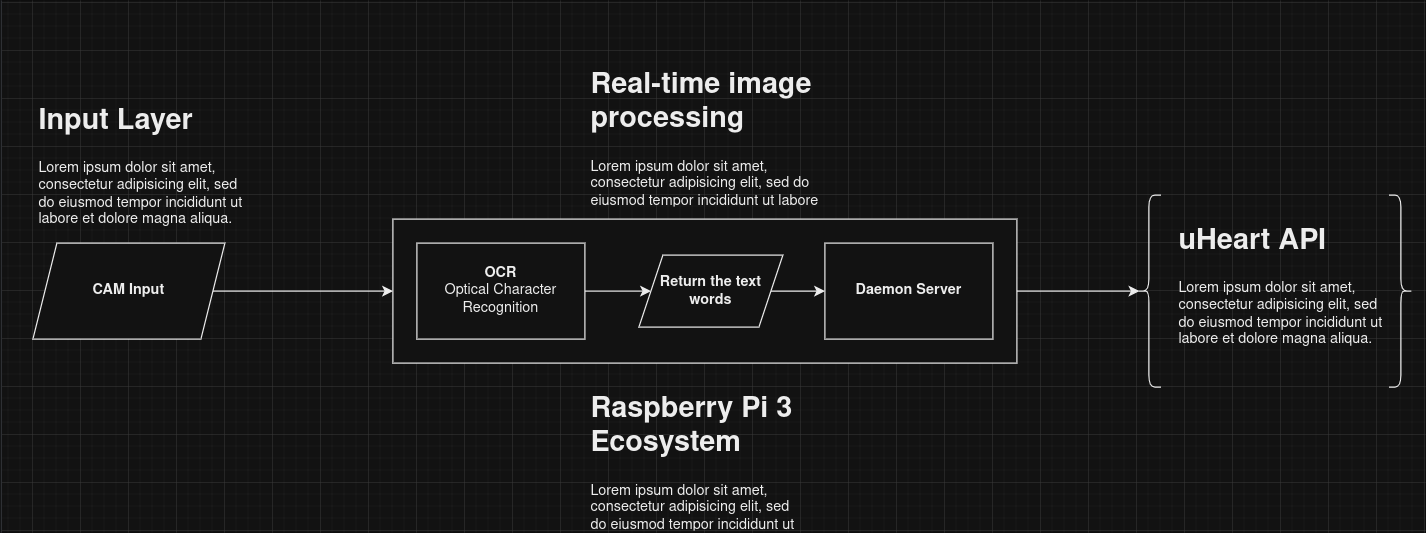 Input Layer
Lorem ipsum dolor sit amet,
consectetur adipisicing elit, sed
do eiusmod tempor incididunt ut
labore et dolore magna aliqua.
CAM Input
Real-time image
processing
Lorem ipsum dolor sit amet,
consectetur adipisicing elit, sed do
eiusmod tempor incididunt ut labore
OCR
Optical Character
Recognition
Return the text
words
Daemon Server
Raspberry Pi 3
Ecosystem
Lorem ipsum dolor sit amet,
consectetur adipisicing elit, sed
do eiusmod tempor incididunt ut
uHeart API
Lorem ipsum dolor sit amet,
consectetur adipisicing elit, sed
do eiusmod tempor incididunt ut
labore et dolore magna aliqua.